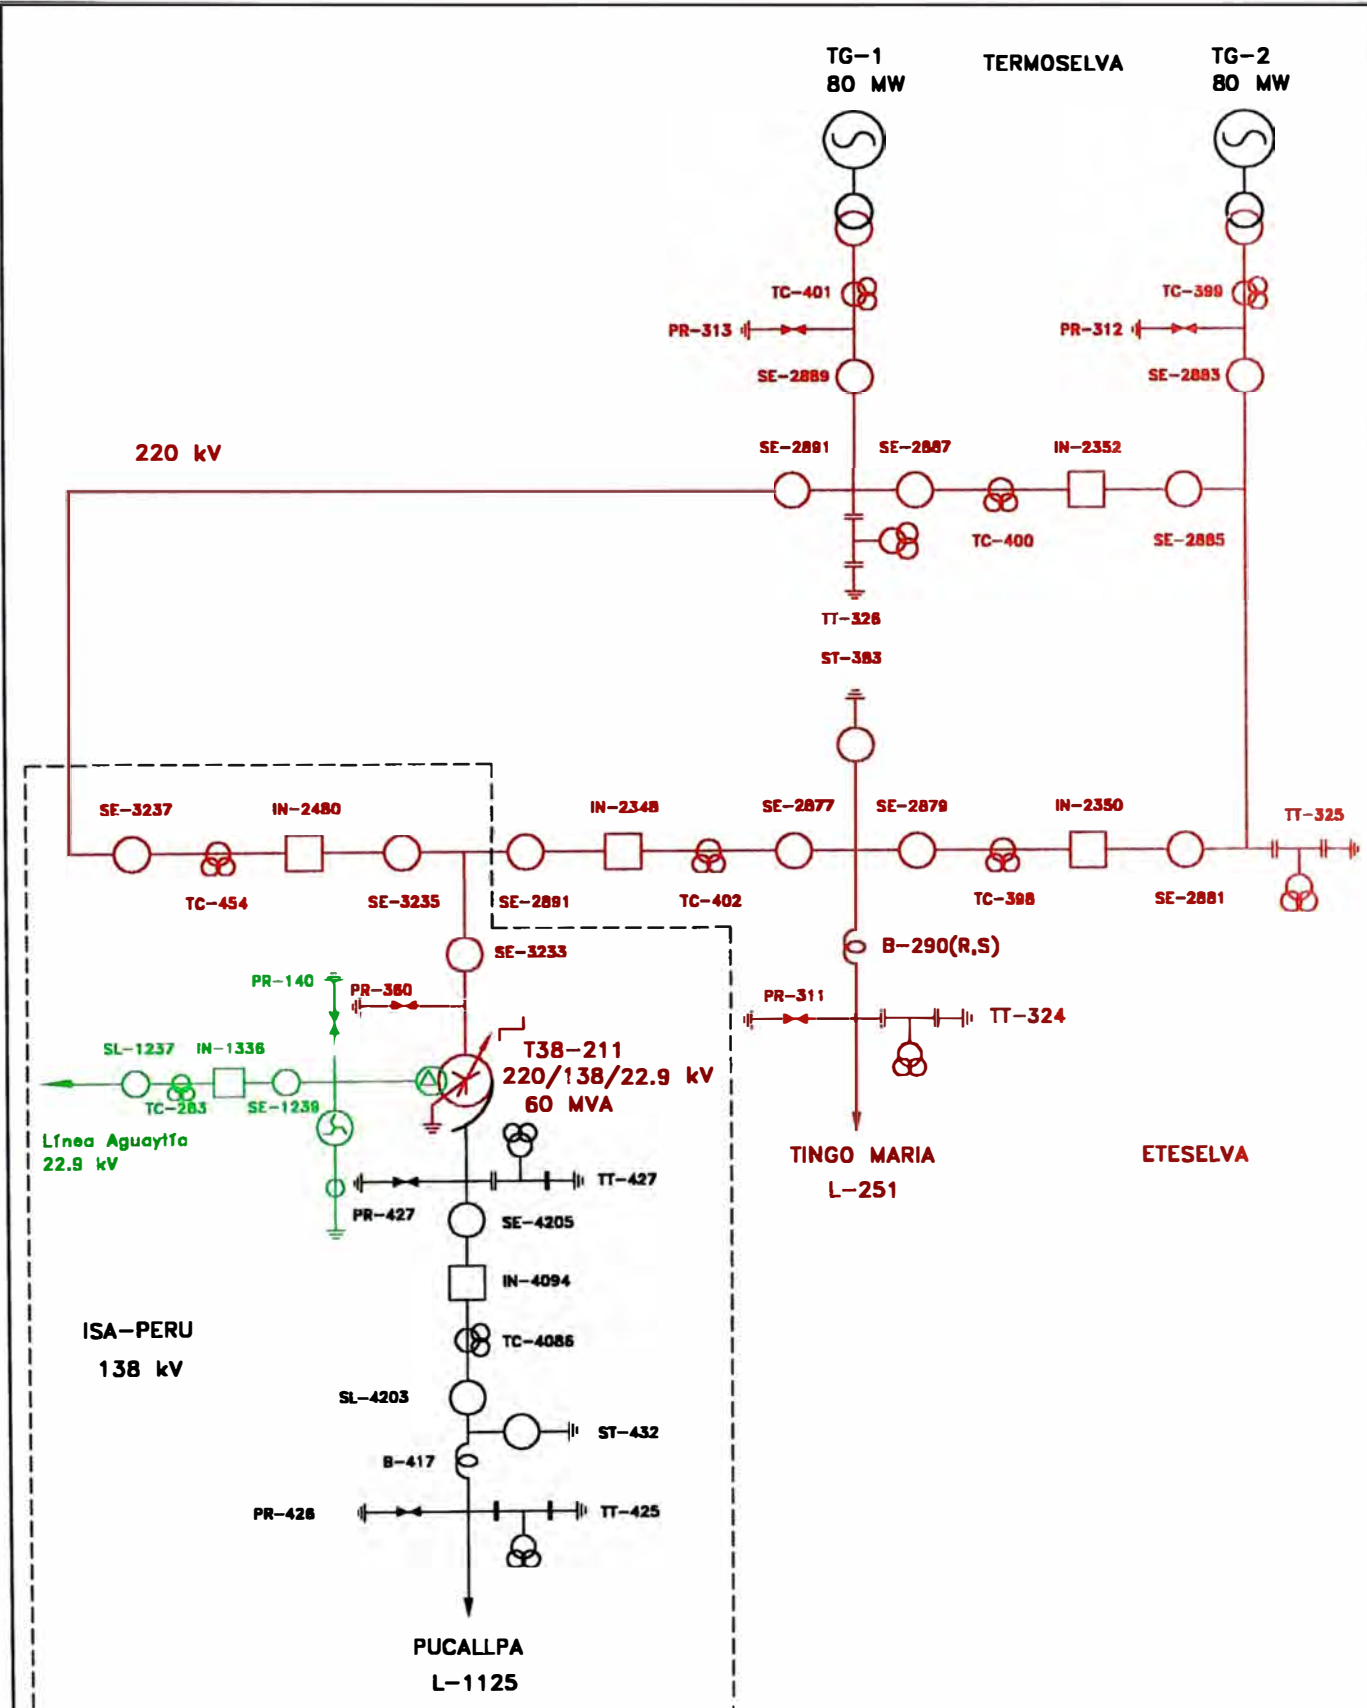 TG-1
80 MW
TERMOSELVA
TG-2
80 MW
TC-401
TC-399
PR-313
PR-312
SE-2889
SE-2883
220 kV
SE-2891
SE-2887
IN-2352
TC-400
SE-2885
TT-326
ST-383
SE-3237
IN-2480
IN-2348
SE-2877
SE-2879
IN-2350
TT-325
TC-454
SE-3235
SE-2891
TC-402
TC-398
SE-2881
SE-3233
B-290(R,S)
PR-140
PR-360
PR-311
TT-324
SL-1237
IN-1336
T38-211
220/138/22.9 kV
60 MVA
TC-283
SE-1239
Línea Aguaytía
22.9 kV
TINGO MARIA
L-251
ETESELVA
TT-427
PR-427
SE-4205
IN-4094
ISA-PERU
138 kV
TC-4086
SL-4203
ST-432
B-417
PR-426
TT-425
PUCALLPA
L-1125